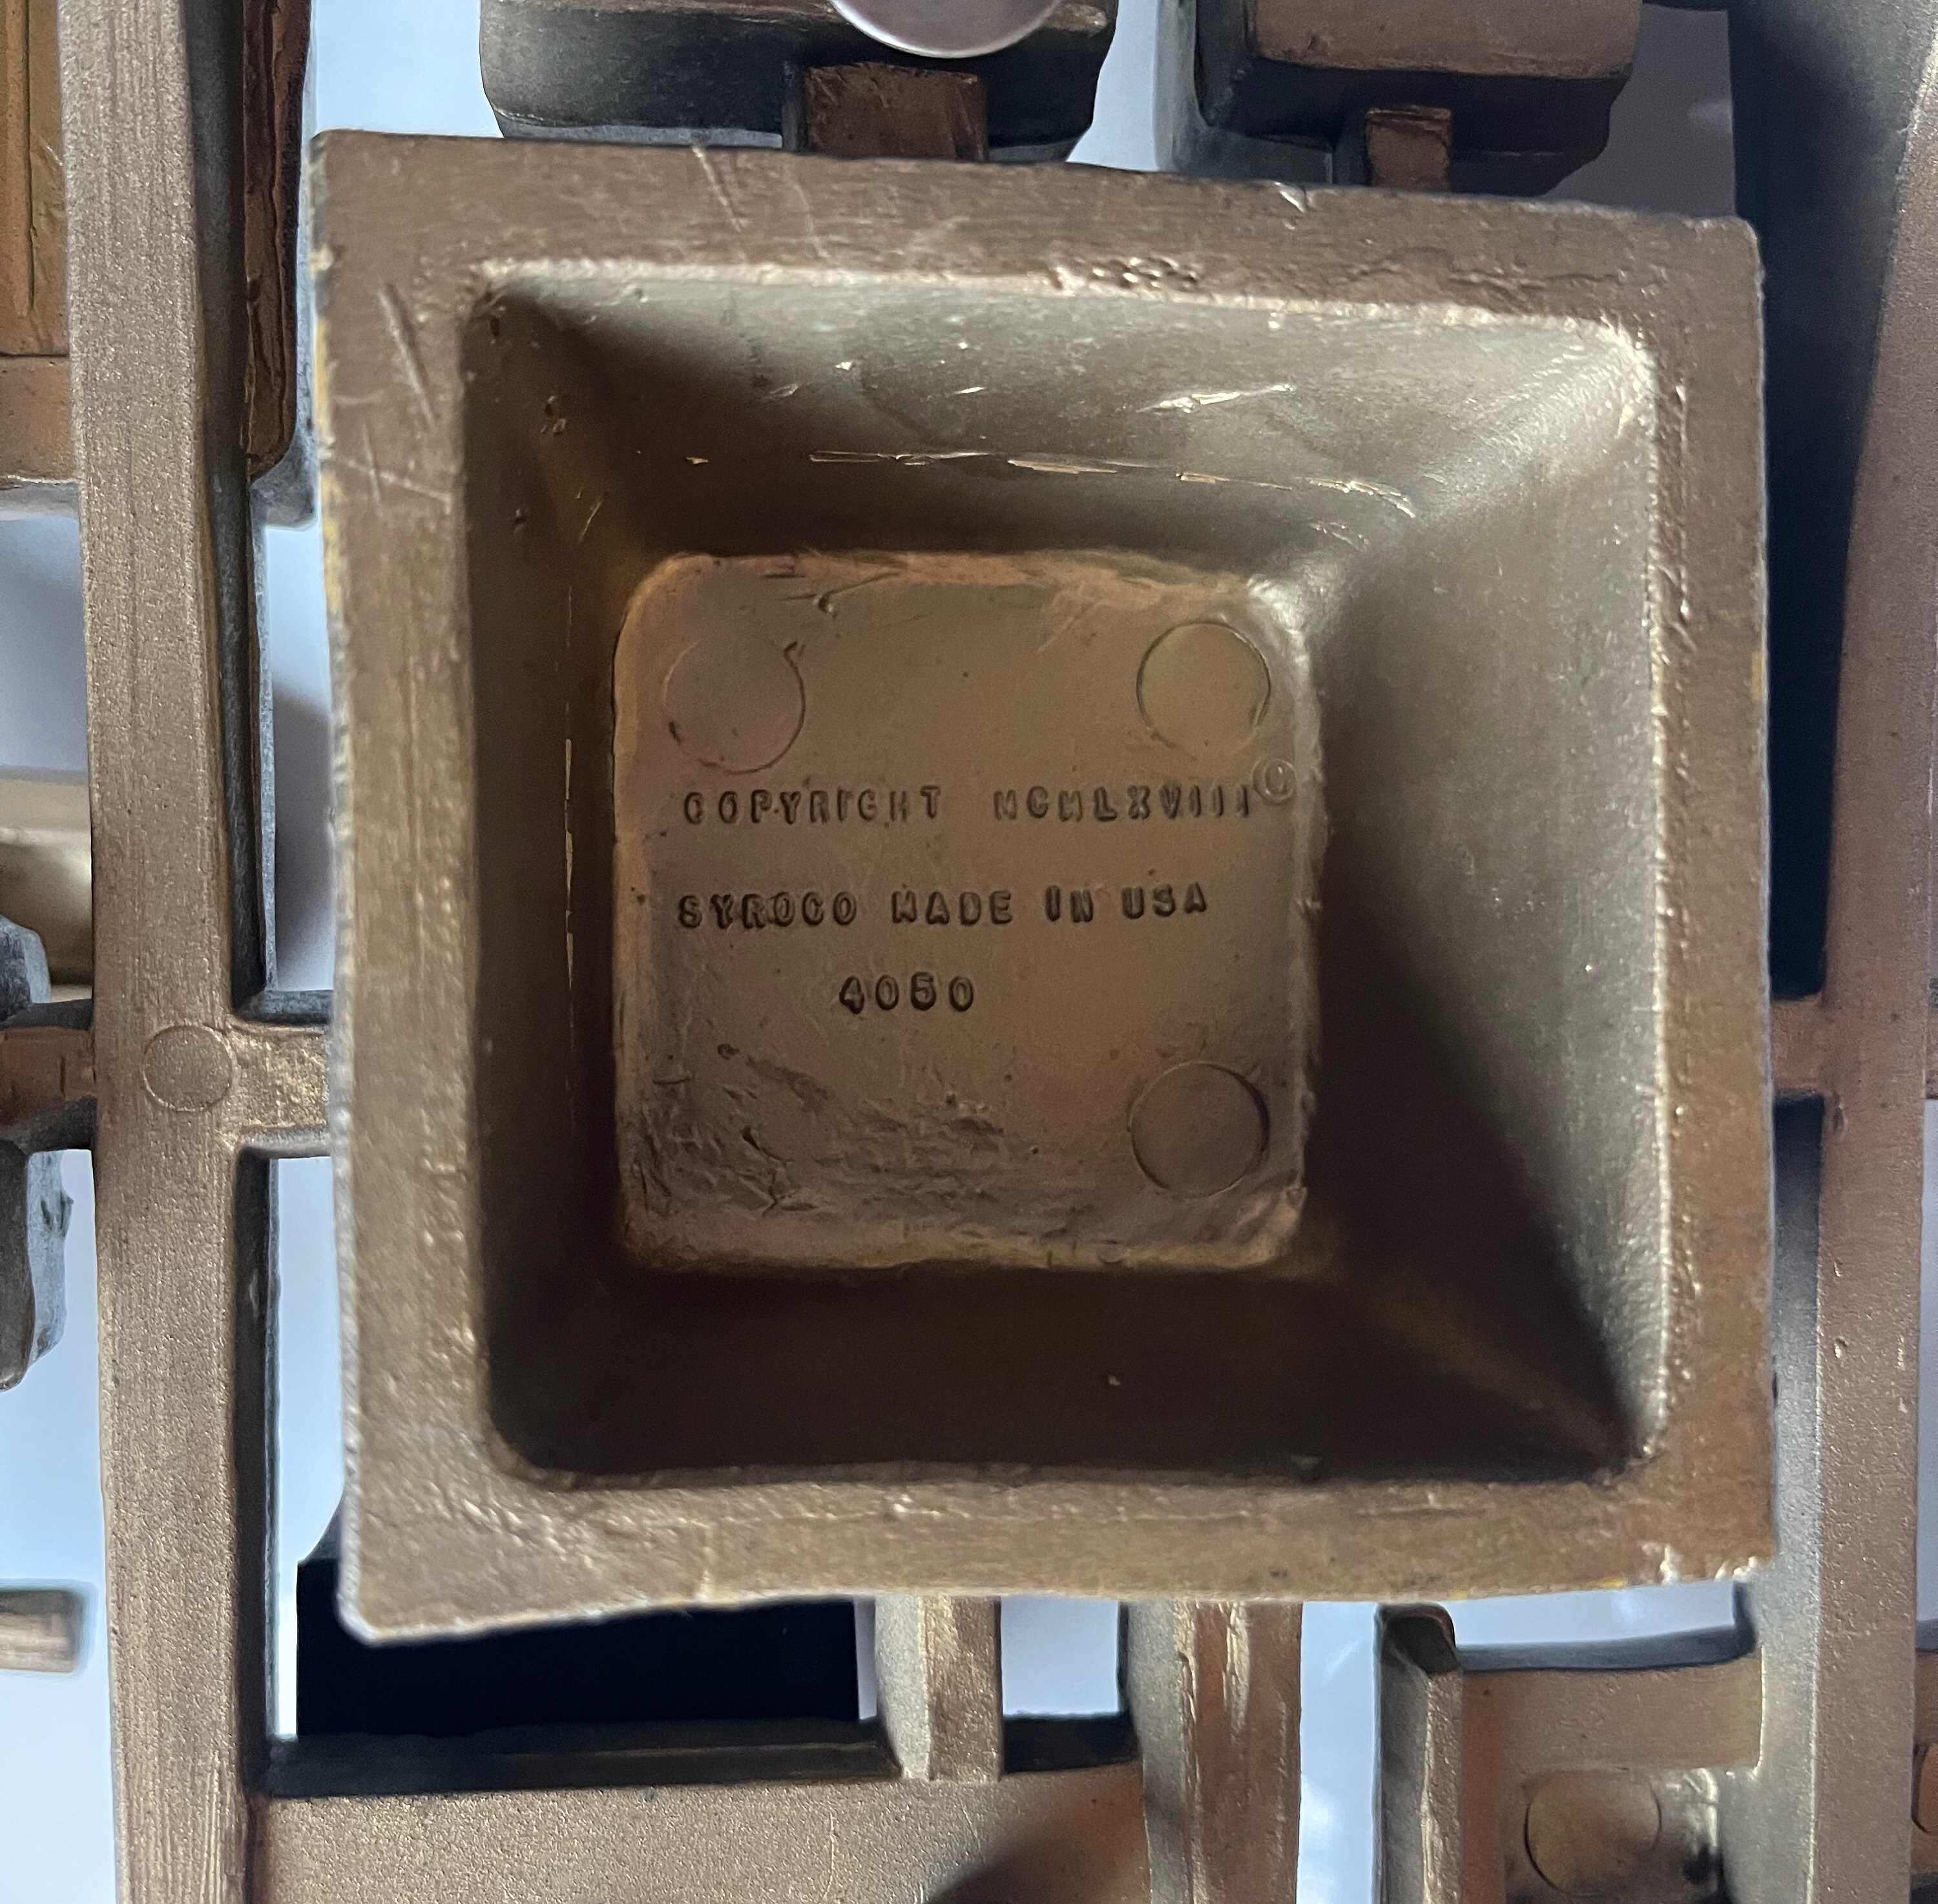 COPYRIGHT MCMLXVIII ©
SYROCO MADE IN USA
4050